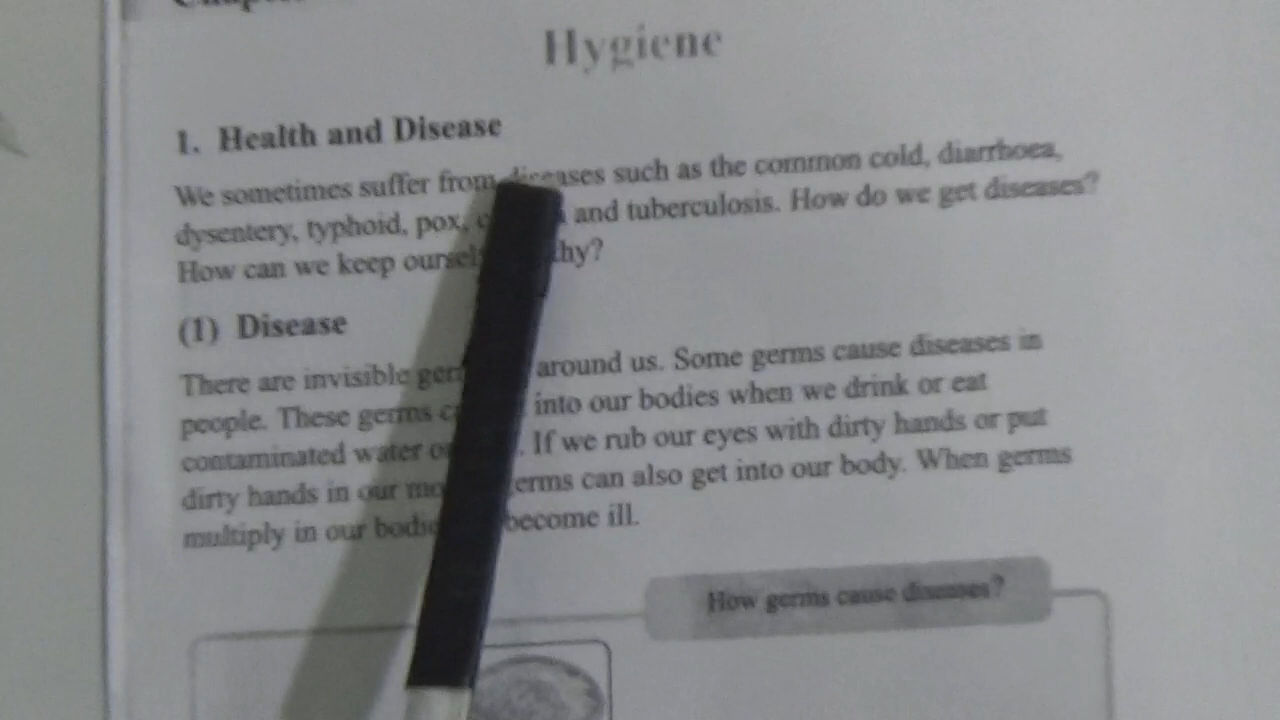 Hygiene
1. Health and Disease
We sometimes suffer from diseases such as the common cold, diarrhoea,
dysentery, typhoid, pox, and tuberculosis. How do we get diseases?
How can we keep
(1) Disease
There are invisible around us. Some germs cause diseases in
people. These germs into our bodies when we drink or eat
contaminated water If we rub our eyes with dirty hands or put
dirty hands in our can also get into our body. When germs
multiply in our become ill.
How germs cause diseases?